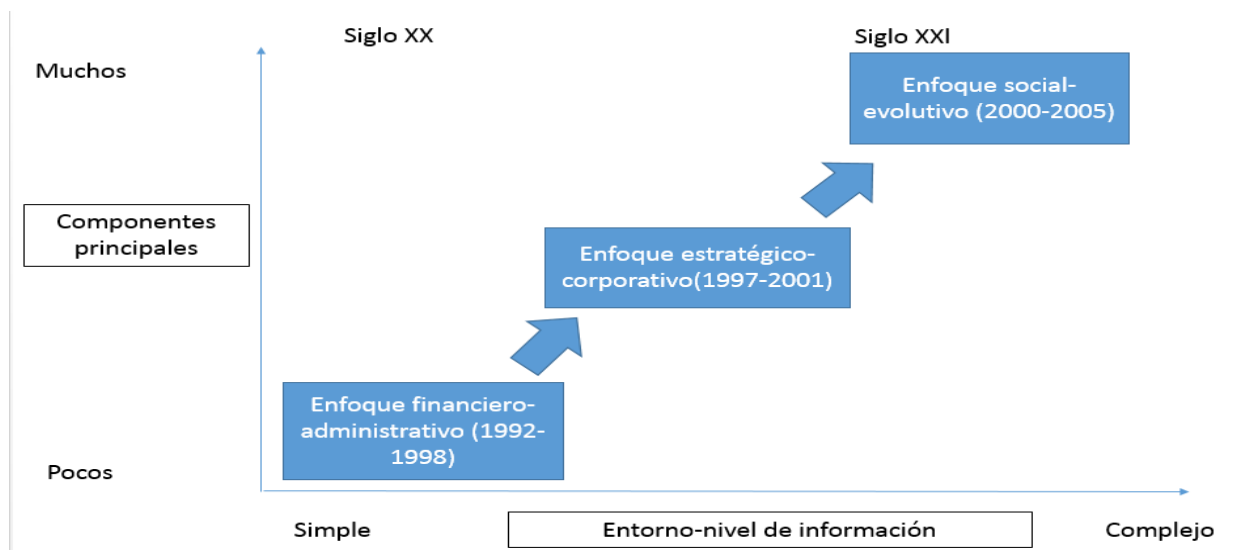 Siglo XX
Siglo XXl
Muchos
Enfoque social-
evolutivo (2000-2005)
Componentes
principales
Enfoque estratégico-
corporativo(1997-2001)
Enfoque financiero-
administrativo (1992-
1998)
Pocos
Simple
Entorno-nivel de información
Complejo